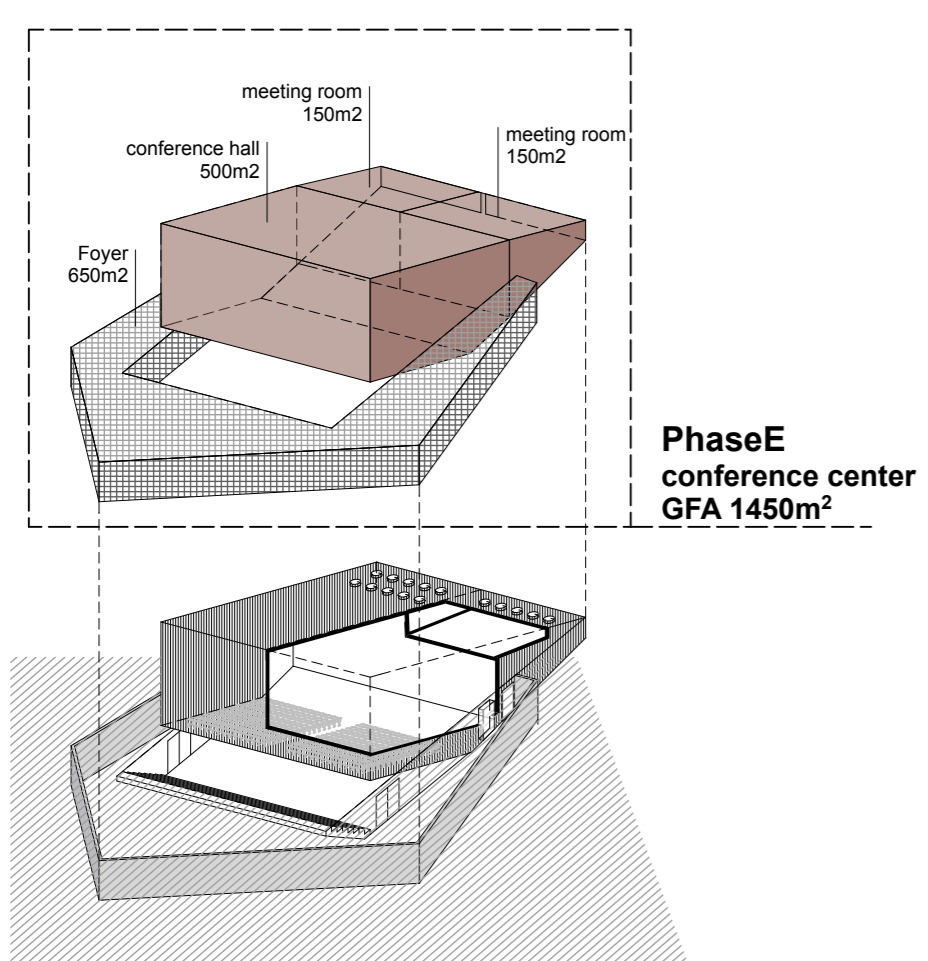 meeting room
150m2
meeting room
150m2
conference hall
500m2
Foyer
650m2
PhaseE
conference center
GFA 1450m²